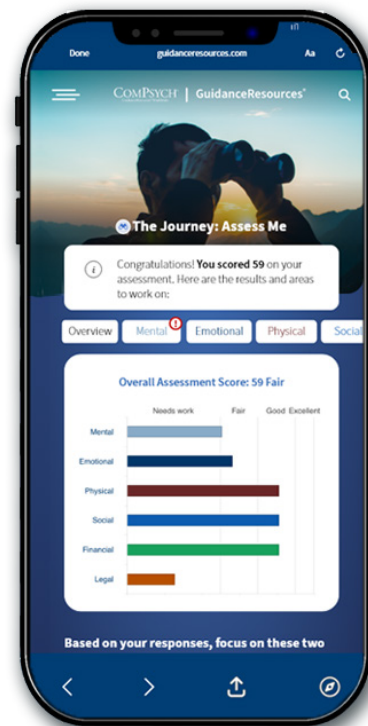 Done guidanceresources.com Aa
COMPSYCH | GuidanceResources®
The Journey: Assess Me
Congratulations! You scored 59 on your
assessment. Here are the results and areas
to work on:
Overview Mental Emotional Physical Social
Overall Assessment Score: 59 Fair
Needs work Fair Good Excellent
Mental
Emotional
Physical
Social
Financial
Legal
Based on your responses, focus on these two